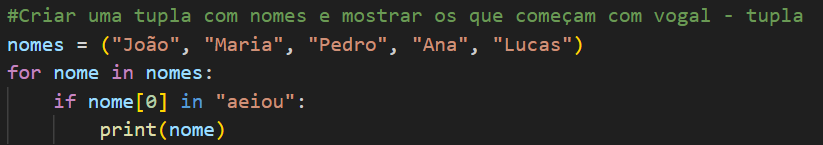 #Criar uma tupla com nomes e mostrar os que começam com vogal - tupla
nomes = ("João", "Maria", "Pedro", "Ana", "Lucas")
for nome in nomes:
    if nome[0] in "aeiou":
        print(nome)